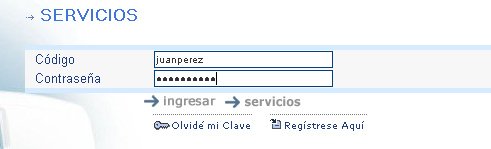 → SERVICIOS
Código juanperez
Contraseña ••••••••••
ingresar servicios
Olvidé mi Clave Regístrese Aquí